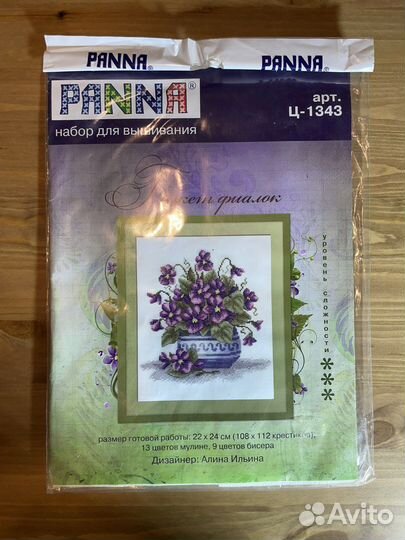 PANNA® PANNA®
PANNA®
набор для вышивания
арт.
Ц-1343
Букет фиалок
уровень сложности
***
размер готовой работы: 22 х 24 см (108 х 112 крестиков),
13 цветов мулине, 9 цветов бисера
Дизайнер: Алина Ильина
Avito